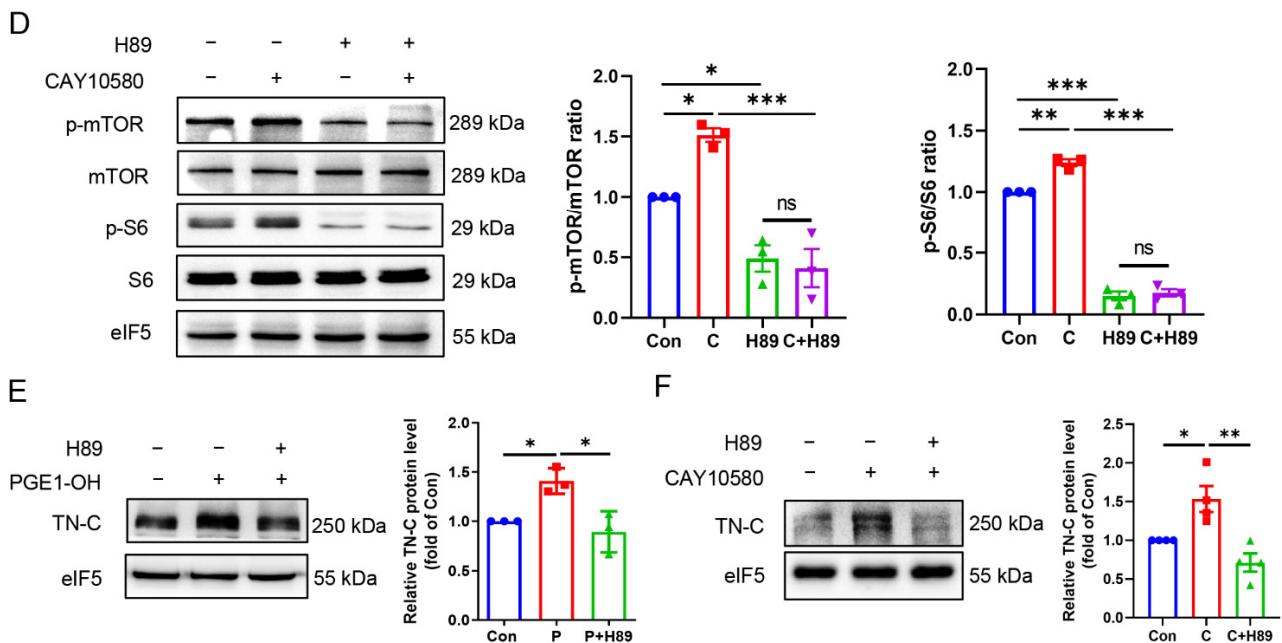 D
H89 − − + +
CAY10580 − + − +
p-mTOR 289 kDa
mTOR 289 kDa
p-S6 29 kDa
S6 29 kDa
eIF5 55 kDa
p-mTOR/mTOR ratio
2.0
1.5
1.0
0.5
0.0
*
* ***
ns
Con C H89 C+H89
p-S6/S6 ratio
2.0
1.5
1.0
0.5
0.0
***
** ***
ns
Con C H89 C+H89
E
H89 − − +
PGE1-OH − + +
TN-C 250 kDa
eIF5 55 kDa
Relative TN-C protein level
(fold of Con)
2.0
1.5
1.0
0.5
0.0
* *
Con P P+H89
F
H89 − − +
CAY10580 − + +
TN-C 250 kDa
eIF5 55 kDa
Relative TN-C protein level
(fold of Con)
2.5
2.0
1.5
1.0
0.5
0.0
* **
Con C C+H89